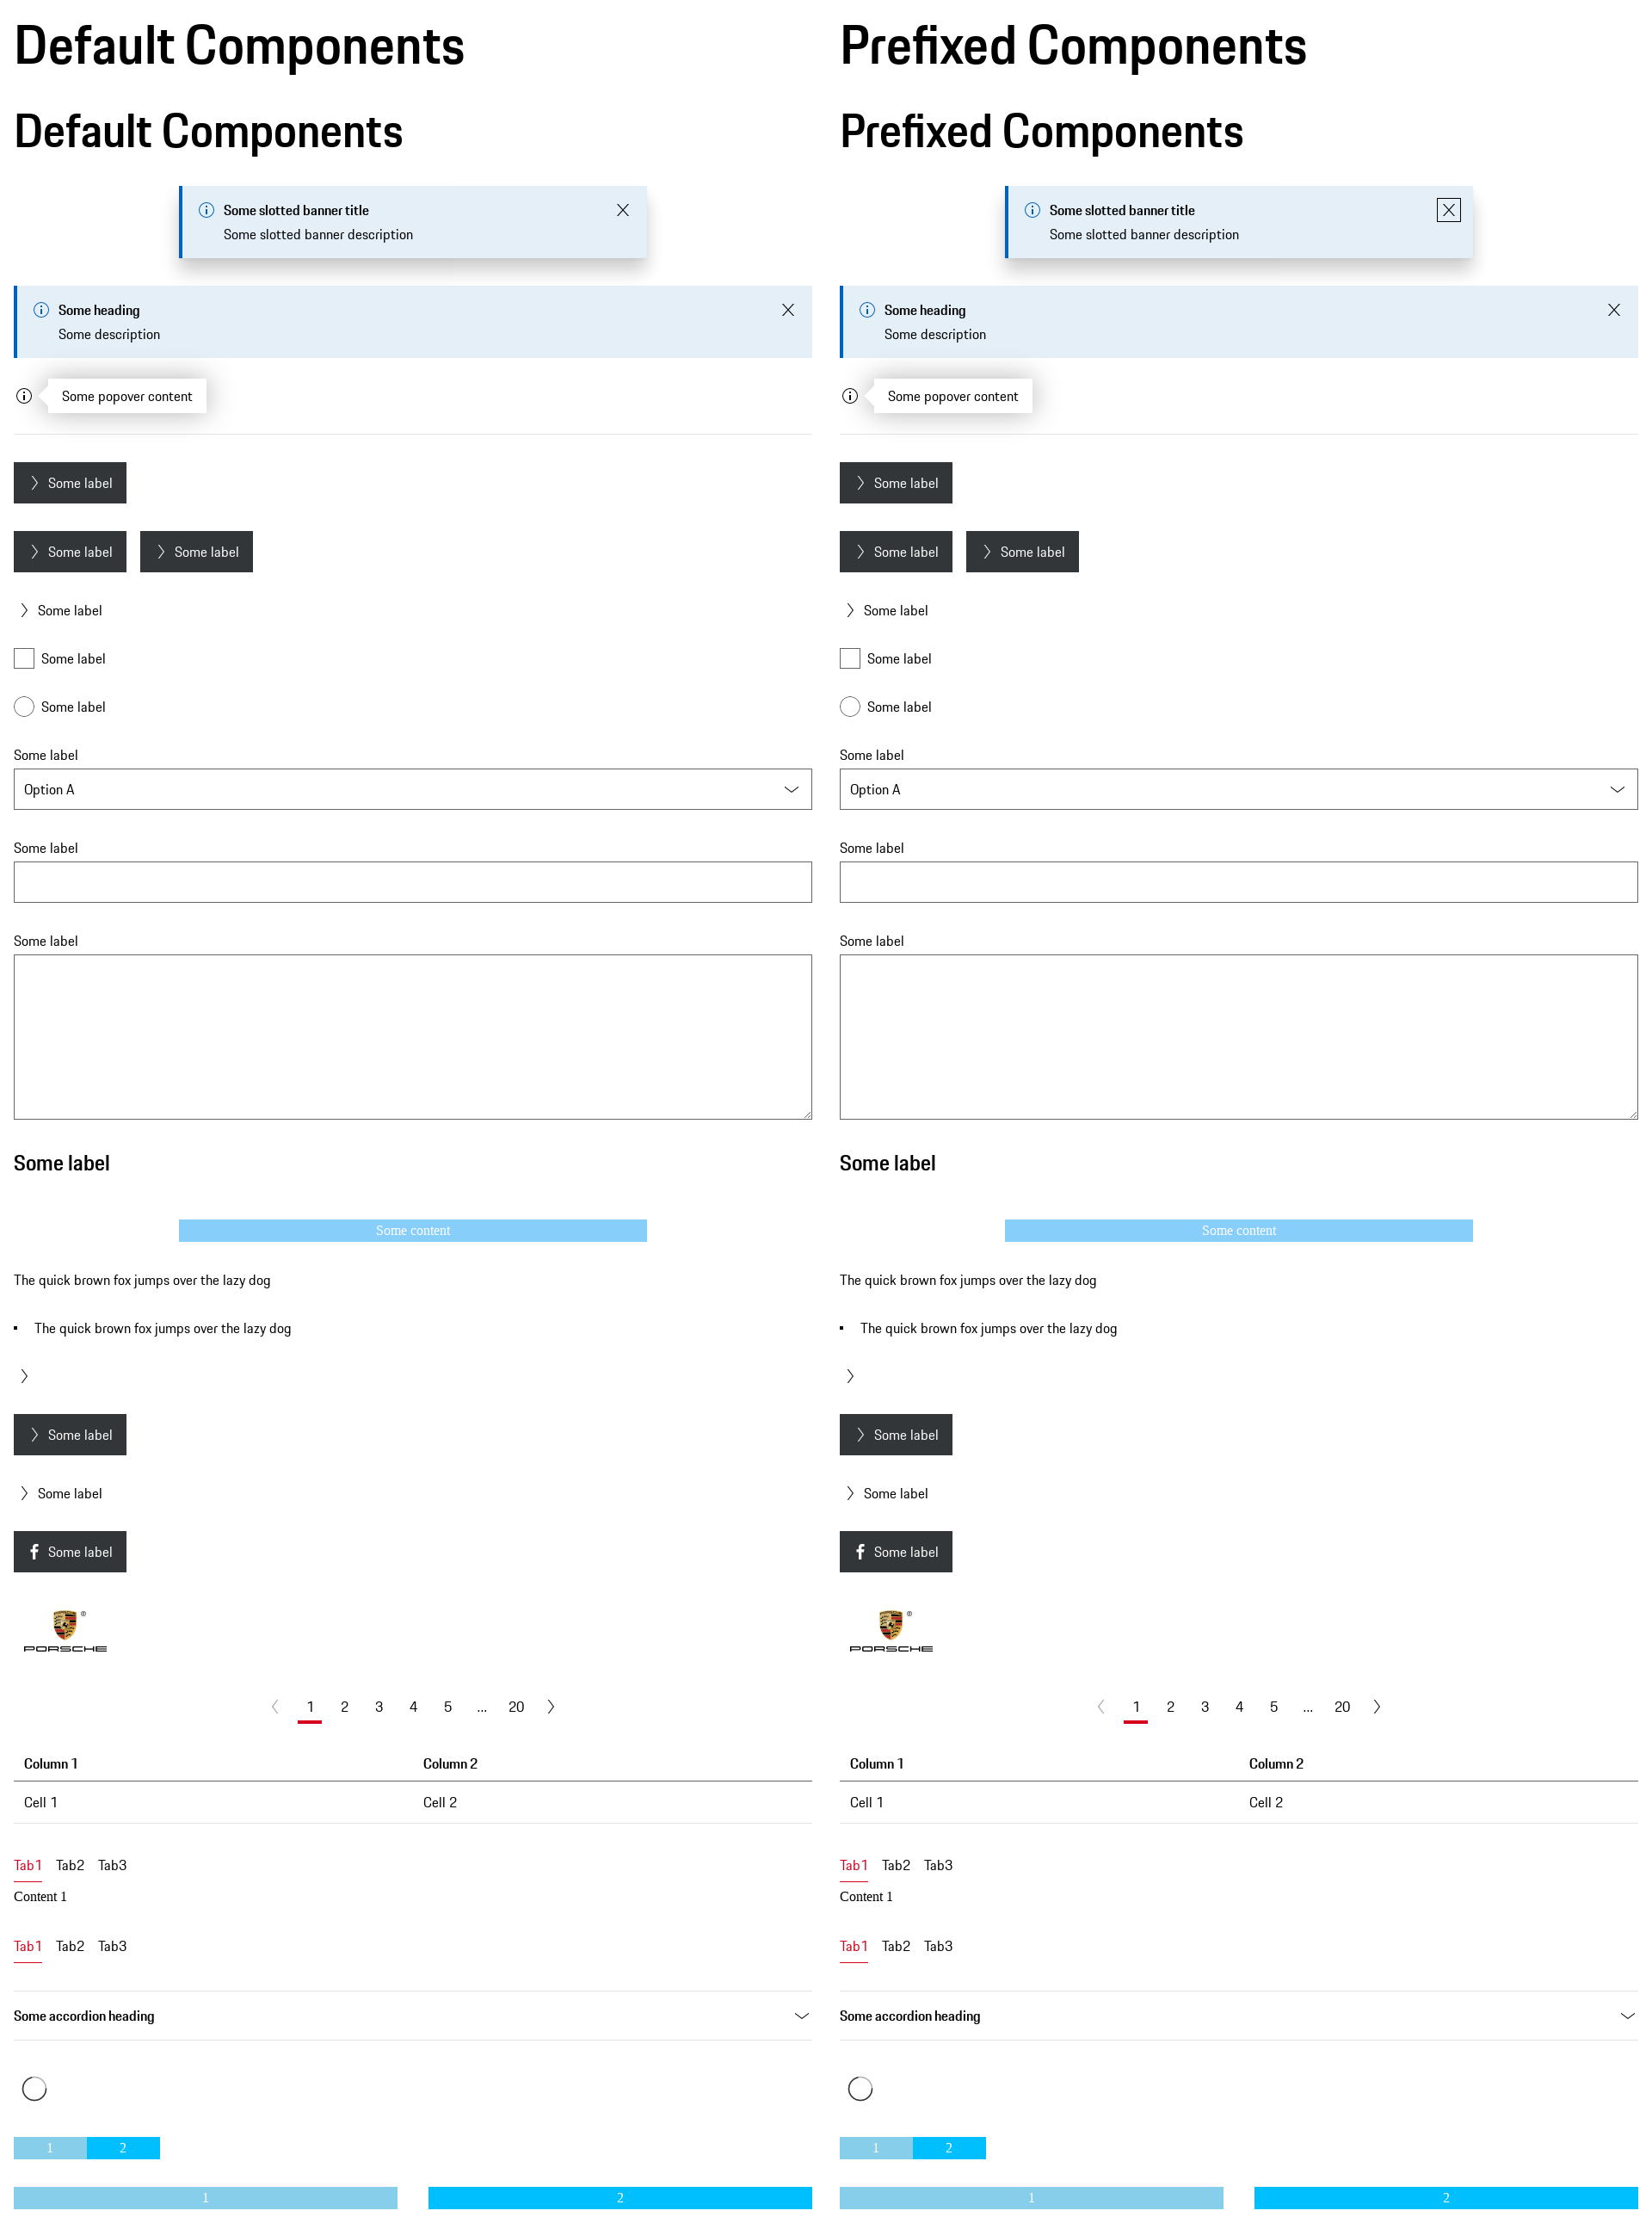 Default Components
Default Components
Some slotted banner title
Some slotted banner description
Some heading
Some description
Some popover content
Some label
Some label Some label
Some label
Some label
Some label
Some label
Option A
Some label
Some label
Some label
Some content
The quick brown fox jumps over the lazy dog
The quick brown fox jumps over the lazy dog
Some label
Some label
Some label
®
PORSCHE
1 2 3 4 5 ... 20
Column 1 Column 2
Cell 1 Cell 2
Tab1 Tab2 Tab3
Content 1
Tab1 Tab2 Tab3
Some accordion heading
1 2
1 2
Prefixed Components
Prefixed Components
Some slotted banner title
Some slotted banner description
Some heading
Some description
Some popover content
Some label
Some label Some label
Some label
Some label
Some label
Some label
Option A
Some label
Some label
Some label
Some content
The quick brown fox jumps over the lazy dog
The quick brown fox jumps over the lazy dog
Some label
Some label
Some label
®
PORSCHE
1 2 3 4 5 ... 20
Column 1 Column 2
Cell 1 Cell 2
Tab1 Tab2 Tab3
Content 1
Tab1 Tab2 Tab3
Some accordion heading
1 2
1 2